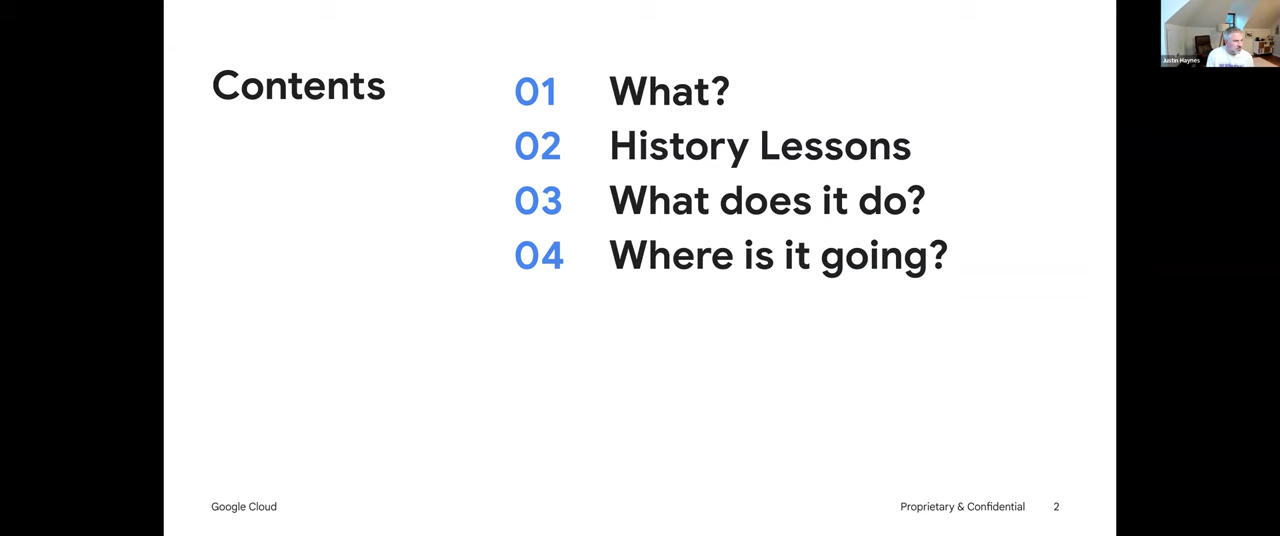 Contents
01 What?
02 History Lessons
03 What does it do?
04 Where is it going?
Google Cloud
Proprietary & Confidential 2
Justin Haynes